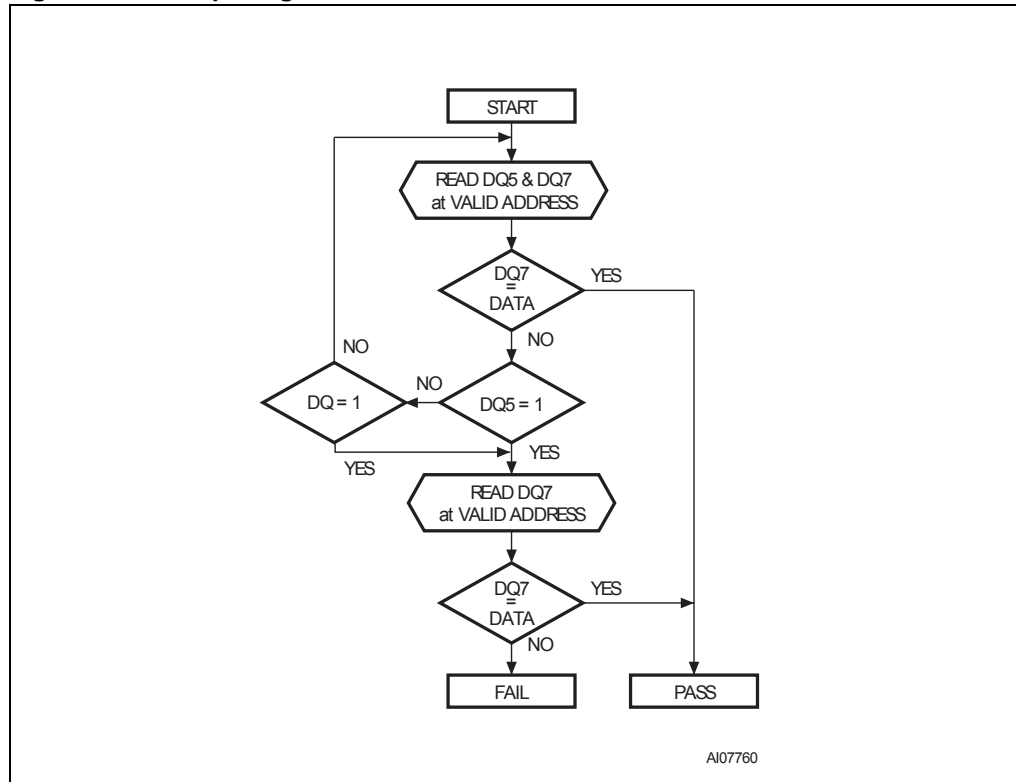 START
READ DQ5 & DQ7
at VALID ADDRESS
DQ7
=
DATA
YES
NO
DQ5 = 1
NO
DQ = 1
NO
YES
YES
READ DQ7
at VALID ADDRESS
DQ7
=
DATA
YES
NO
FAIL
PASS
AI07760